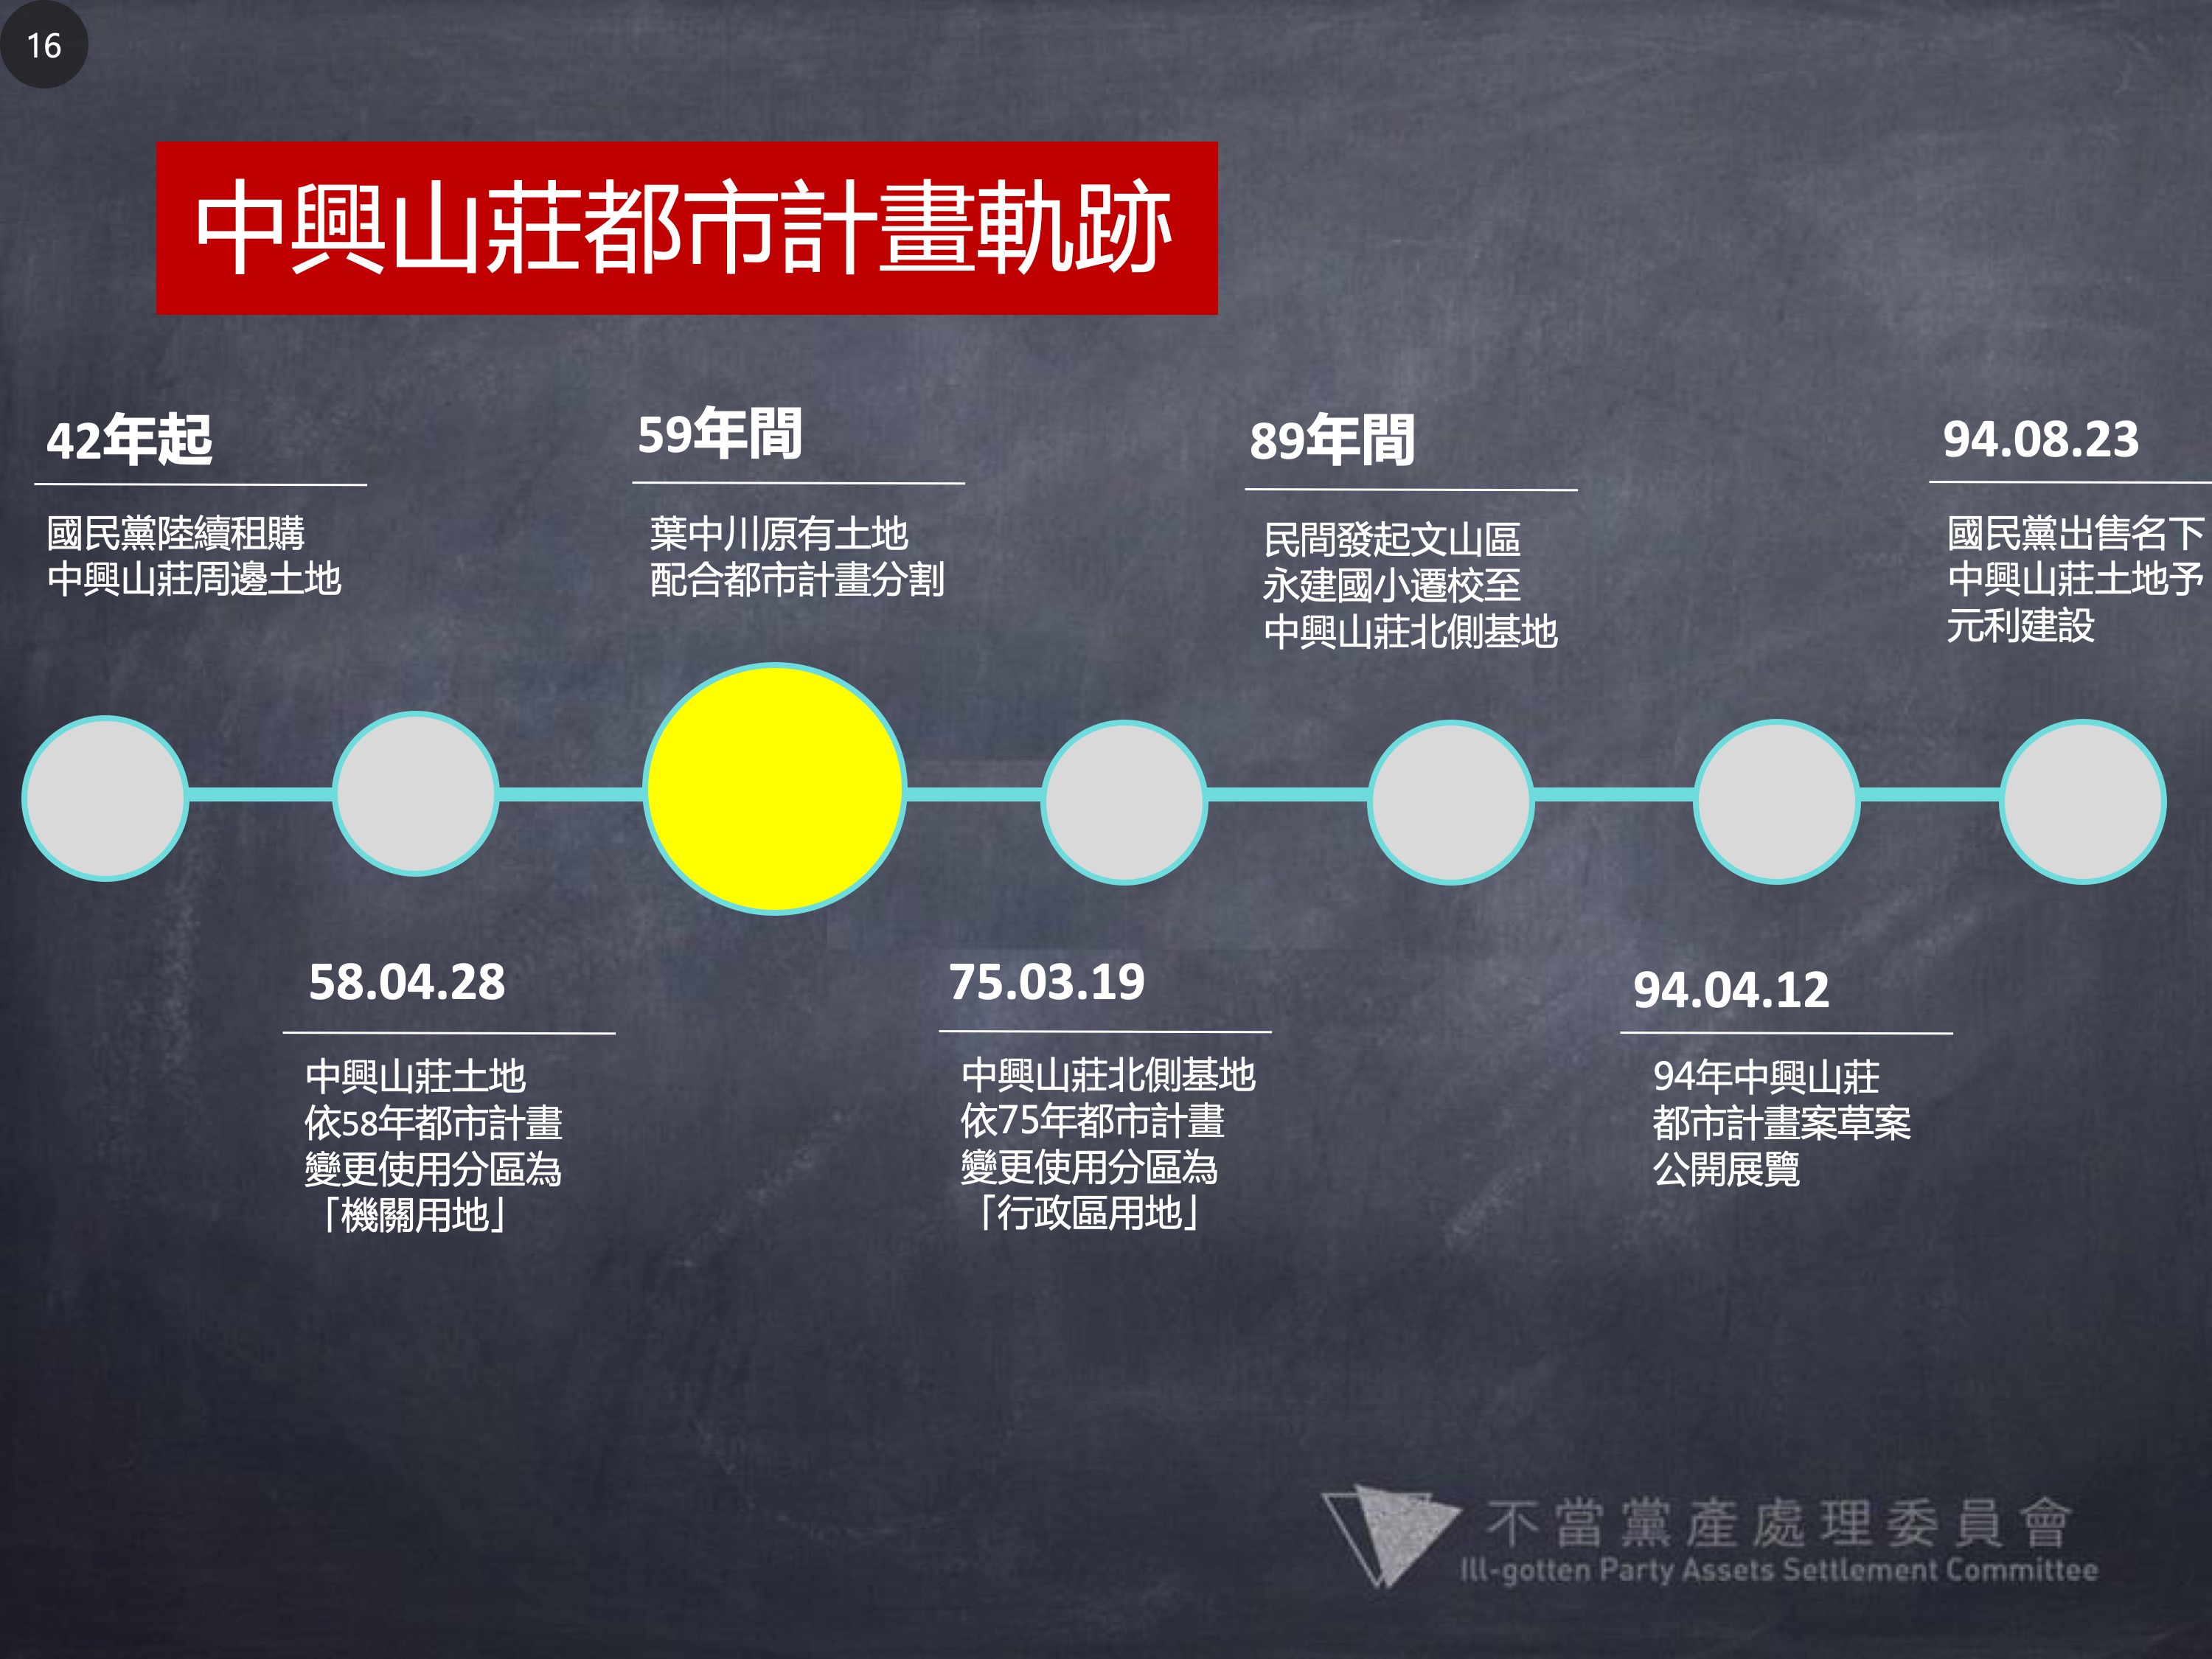 16
中興山莊都市計畫軌跡
42年起
國民黨陸續租購
中興山莊周邊土地
59年間
葉中川原有土地
配合都市計畫分割
89年間
民間發起文山區
永建國小遷校至
中興山莊北側基地
94.08.23
國民黨出售名下
中興山莊土地予
元利建設
58.04.28
中興山莊土地
依58年都市計畫
變更使用分區為
「機關用地」
75.03.19
中興山莊北側基地
依75年都市計畫
變更使用分區為
「行政區用地」
94.04.12
94年中興山莊
都市計畫案草案
公開展覽
不當黨產處理委員會
Ill-gotten Party Assets Settlement Committee